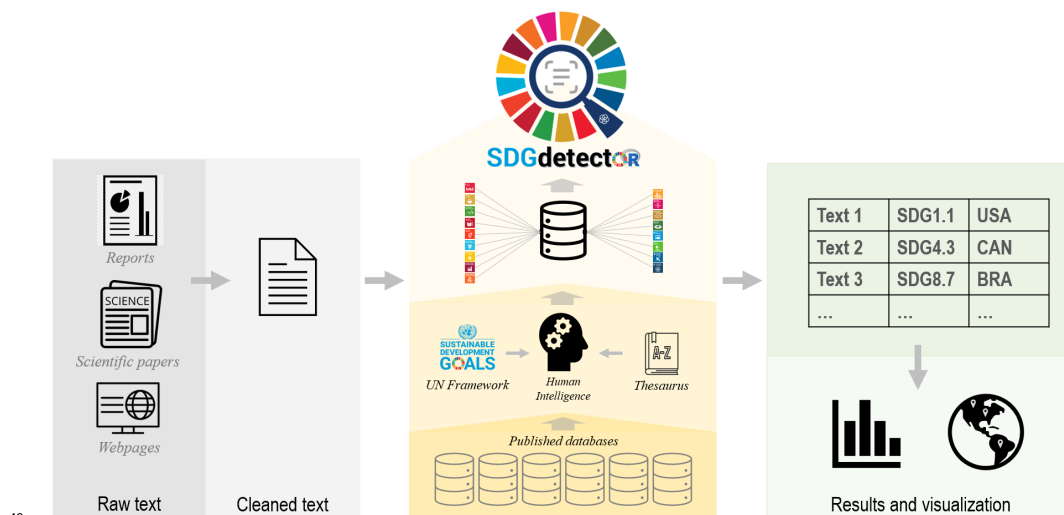 SDGdetectoR
Reports
SCIENCE
Scientific papers
Webpages
Raw text
Cleaned text
SUSTAINABLE
DEVELOPMENT
GOALS
UN Framework
Human
Intelligence
A-Z
Thesaurus
Published databases
Text 1 SDG1.1 USA
Text 2 SDG4.3 CAN
Text 3 SDG8.7 BRA
... ... ...
Results and visualization